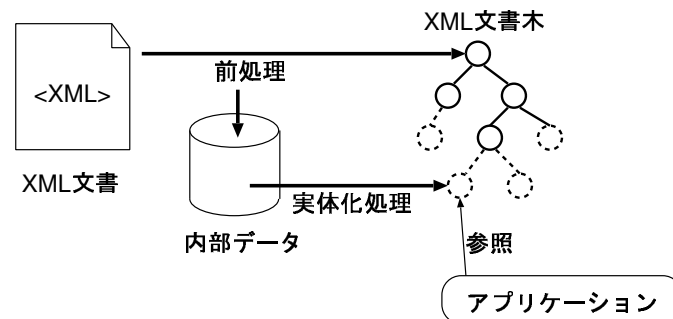 XML文書木
前処理
<XML>
XML文書
実体化処理
内部データ
参照
アプリケーション